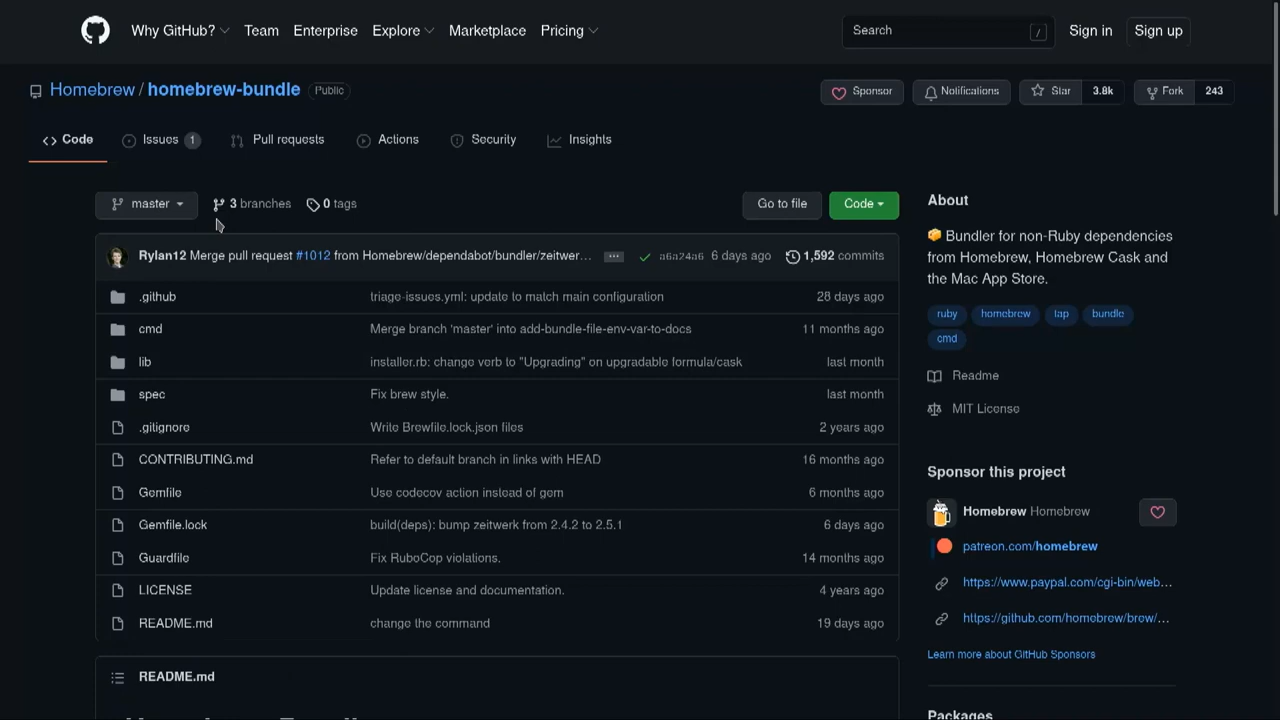 Why GitHub? Team Enterprise Explore Marketplace Pricing Search / Sign in Sign up
Homebrew / homebrew-bundle Public Sponsor Notifications Star 3.8k Fork 243
Code Issues 1 Pull requests Actions Security Insights
master 3 branches 0 tags Go to file Code
Rylan12 Merge pull request #1012 from Homebrew/dependabot/bundler/zeitwer... ... a6a24a6 6 days ago 1,592 commits
.github triage-issues.yml: update to match main configuration 28 days ago
cmd Merge branch 'master' into add-bundle-file-env-var-to-docs 11 months ago
lib installer.rb: change verb to "Upgrading" on upgradable formula/cask last month
spec Fix brew style. last month
.gitignore Write Brewfile.lock.json files 2 years ago
CONTRIBUTING.md Refer to default branch in links with HEAD 16 months ago
Gemfile Use codecov action instead of gem 6 months ago
Gemfile.lock build(deps): bump zeitwerk from 2.4.2 to 2.5.1 6 days ago
Guardfile Fix RuboCop violations. 14 months ago
LICENSE Update license and documentation. 4 years ago
README.md change the command 19 days ago
README.md
About
Bundler for non-Ruby dependencies
from Homebrew, Homebrew Cask and
the Mac App Store.
ruby homebrew tap bundle
cmd
Readme
MIT License
Sponsor this project
Homebrew Homebrew
patreon.com/homebrew
https://www.paypal.com/cgi-bin/web...
https://github.com/homebrew/brew/...
Learn more about GitHub Sponsors
Packages